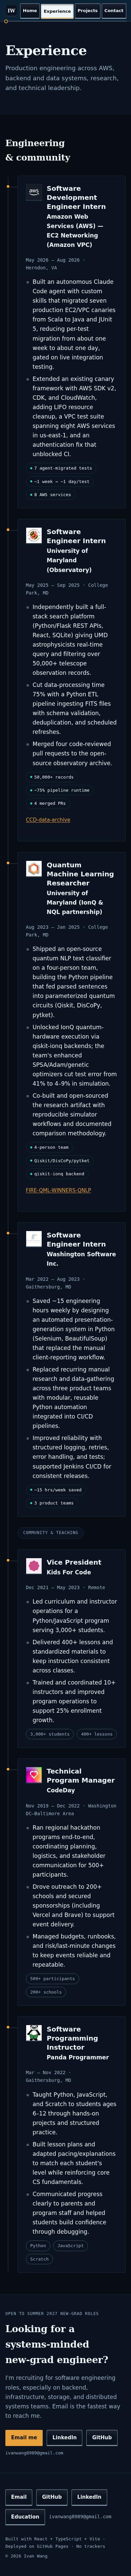 IW
Home
Experience
Projects
Contact
Experience
Production engineering across AWS,
backend and data systems, research,
and technical leadership.
Engineering
& community
aws
Software
Development
Engineer Intern
Amazon Web
Services (AWS) —
EC2 Networking
(Amazon VPC)
May 2026 – Aug 2026 ·
Herndon, VA
Built an autonomous Claude
Code agent with custom
skills that migrated seven
production EC2/VPC canaries
from Scala to Java and JUnit
5, reducing per-test
migration from about one
week to about one day,
gated on live integration
testing.
Extended an existing canary
framework with AWS SDK v2,
CDK, and CloudWatch,
adding LIFO resource
cleanup, a VPC test suite
spanning eight AWS services
in us-east-1, and an
authentication fix that
unblocked CI.
7 agent-migrated tests
~1 week → ~1 day/test
8 AWS services
Software
Engineer Intern
University of
Maryland
(Observatory)
May 2025 – Sep 2025 · College
Park, MD
Independently built a full-
stack search platform
(Python/Flask REST APIs,
React, SQLite) giving UMD
astrophysicists real-time
query and filtering over
50,000+ telescope
observation records.
Cut data-processing time
75% with a Python ETL
pipeline ingesting FITS files
with schema validation,
deduplication, and scheduled
refreshes.
Merged four code-reviewed
pull requests to the open-
source observatory archive.
50,000+ records
−75% pipeline runtime
4 merged PRs
CCD-data-archive
Quantum
Machine Learning
Researcher
University of
Maryland (IonQ &
NQL partnership)
Aug 2023 – Jan 2025 · College
Park, MD
Shipped an open-source
quantum NLP text classifier
on a four-person team,
building the Python pipeline
that fed parsed sentences
into parameterized quantum
circuits (Qiskit, DisCoPy,
pytket).
Unlocked IonQ quantum-
hardware execution via
qiskit-ionq backends; the
team's enhanced
SPSA/Adam/genetic
optimizers cut test error from
41% to 4–9% in simulation.
Co-built and open-sourced
the research artifact with
reproducible simulator
workflows and documented
comparison methodology.
4-person team
Qiskit/DisCoPy/pytket
qiskit-ionq backend
FIRE-QML-WINNERS-QNLP
Software
Engineer Intern
Washington Software
Inc.
Mar 2022 – Aug 2023 ·
Gaithersburg, MD
Saved ~15 engineering
hours weekly by designing
an automated presentation-
generation system in Python
(Selenium, BeautifulSoup)
that replaced the manual
client-reporting workflow.
Replaced recurring manual
research and data-gathering
across three product teams
with modular, reusable
Python automation
integrated into CI/CD
pipelines.
Improved reliability with
structured logging, retries,
error handling, and tests;
supported Jenkins CI/CD for
consistent releases.
~15 hrs/week saved
3 product teams
COMMUNITY & TEACHING
Vice President
Kids For Code
Dec 2021 – May 2023 · Remote
Led curriculum and instructor
operations for a
Python/JavaScript program
serving 3,000+ students.
Delivered 400+ lessons and
standardized materials to
keep instruction consistent
across classes.
Trained and coordinated 10+
instructors and improved
program operations to
support 25% enrollment
growth.
3,000+ students
400+ lessons
Technical
Program Manager
CodeDay
Nov 2019 – Dec 2022 · Washington
DC-Baltimore Area
Ran regional hackathon
programs end-to-end,
coordinating planning,
logistics, and stakeholder
communication for 500+
participants.
Drove outreach to 200+
schools and secured
sponsorships (including
Vercel and Bravo) to support
event delivery.
Managed budgets, runbooks,
and risk/last-minute changes
to keep events reliable and
repeatable.
500+ participants
200+ schools
Software
Programming
Instructor
Panda Programmer
Mar – Nov 2022 ·
Gaithersburg, MD
Taught Python, JavaScript,
and Scratch to students ages
6–12 through hands-on
projects and structured
practice.
Built lesson plans and
adapted pacing/explanations
to match each student's
level while reinforcing core
CS fundamentals.
Communicated progress
clearly to parents and
program staff and helped
students build confidence
through debugging.
Python
JavaScript
Scratch
OPEN TO SUMMER 2027 NEW-GRAD ROLES
Looking for a
systems-minded
new-grad engineer?
I'm recruiting for software engineering
roles, especially on backend,
infrastructure, storage, and distributed
systems teams. Email is the fastest way
to reach me.
Email me
LinkedIn
GitHub
ivanwang0989@gmail.com
Email
GitHub
LinkedIn
Education
ivanwang0989@gmail.com
Built with React + TypeScript + Vite ·
Deployed on GitHub Pages · No trackers
© 2026 Ivan Wang